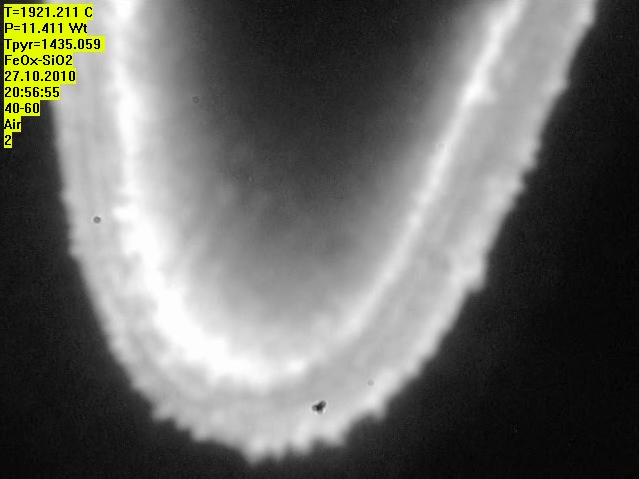 T=1921.211 C
P=11.411 Wt
Tpyr=1435.059
FeOx-SiO2
27.10.2010
20:56:55
40-60
Air
2